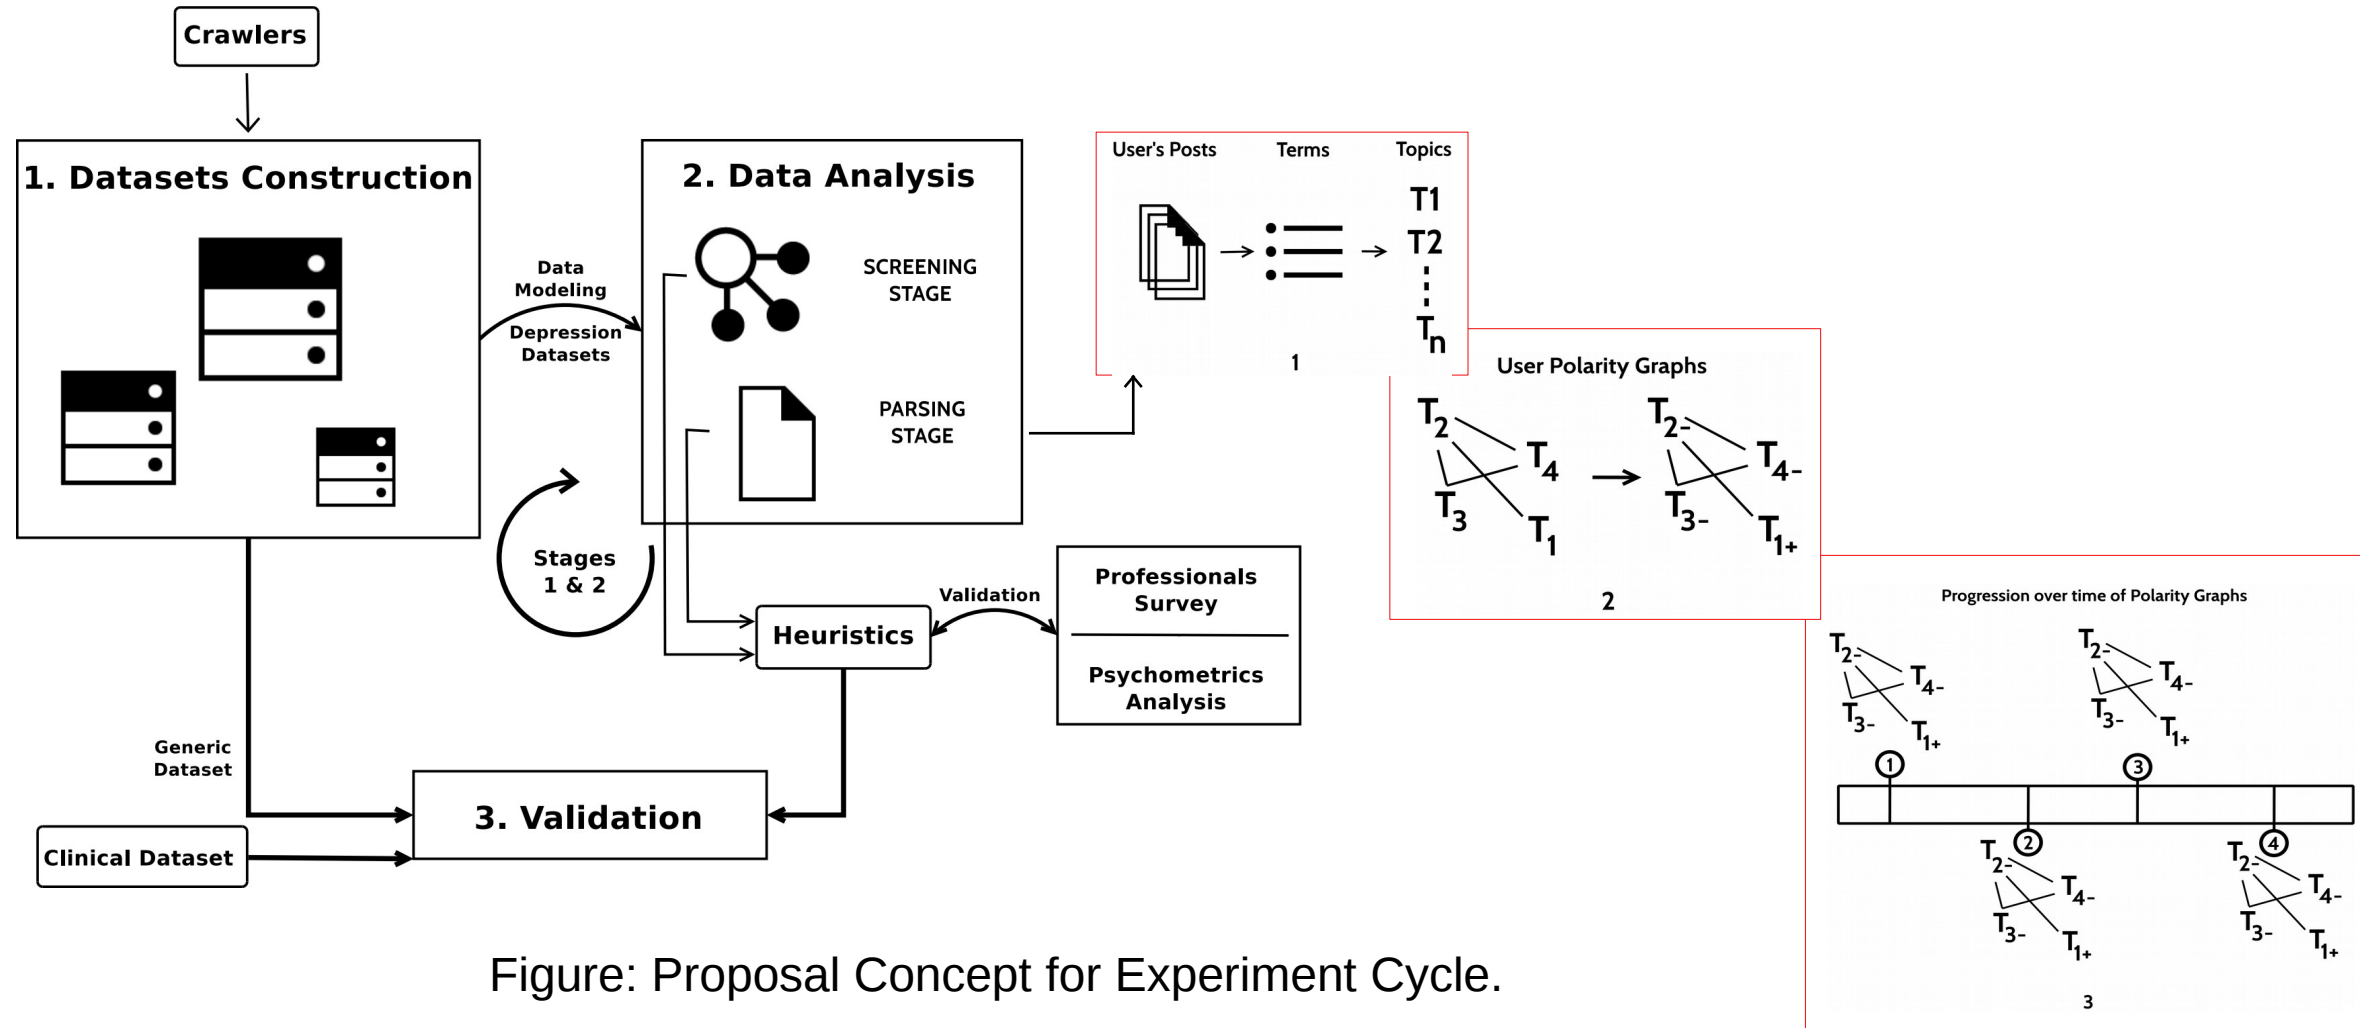 Crawlers
1. Datasets Construction
Data
Modeling
Depression
Datasets
2. Data Analysis
SCREENING
STAGE
PARSING
STAGE
Stages
1 & 2
Heuristics
Validation
Professionals
Survey
Psychometrics
Analysis
Generic
Dataset
Clinical Dataset
3. Validation
User's Posts
Terms
Topics
T1
T2
Tn
1
User Polarity Graphs
T2
T4
T3
T1
T2-
T4-
T3-
T1+
2
Progression over time of Polarity Graphs
T2-
T4-
T3-
T1+
T2-
T4-
T3-
T1+
1
3
2
4
T2-
T4-
T3-
T1+
T2-
T4-
T3-
T1+
3
Figure: Proposal Concept for Experiment Cycle.